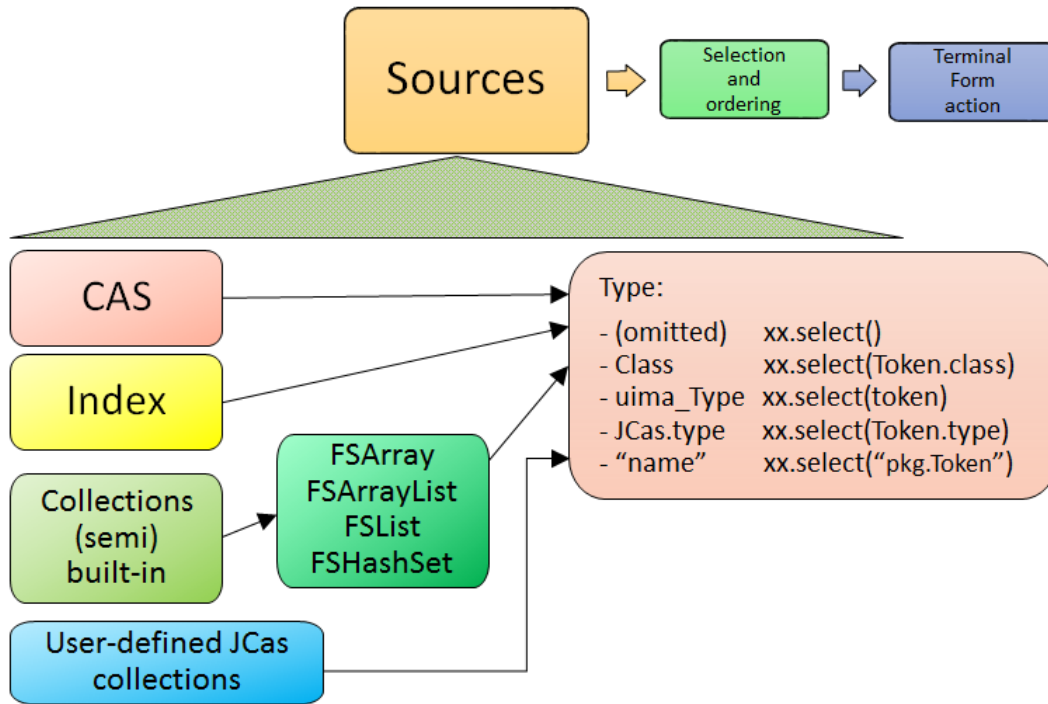 Sources
Selection
and
ordering
Terminal
Form
action
CAS
Index
Collections
(semi)
built-in
FSArray
FSArrayList
FSList
FSHashSet
User-defined JCas
collections
Type:
- (omitted) xx.select()
- Class xx.select(Token.class)
- uima_Type xx.select(token)
- JCas.type xx.select(Token.type)
- “name” xx.select(“pkg.Token”)